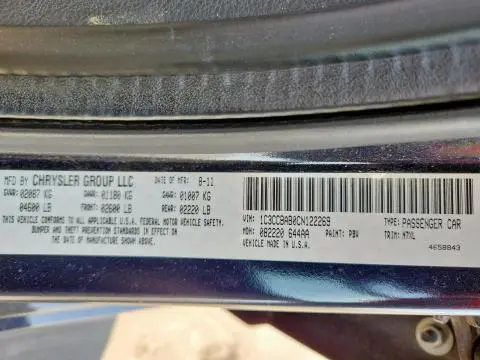 MFD BY CHRYSLER GROUP LLC DATE OF MFR: 8-11
GVWR: 02087 KG GAWR: 01180 KG GAWR: 01007 KG
04600 LB FRONT: 02600 LB REAR: 02220 LB
THIS VEHICLE CONFORMS TO ALL APPLICABLE U.S.A. FEDERAL MOTOR VEHICLE SAFETY,
BUMPER AND THEFT PREVENTION STANDARDS IN EFFECT ON
THE DATE OF MANUFACTURE SHOWN ABOVE.
VIN: 1C3CCBAB0CN122269 TYPE: PASSENGER CAR
MDH: 082220 644AA PAINT: PBV TRIM: M7XL
VEHICLE MADE IN U.S.A. 4658843